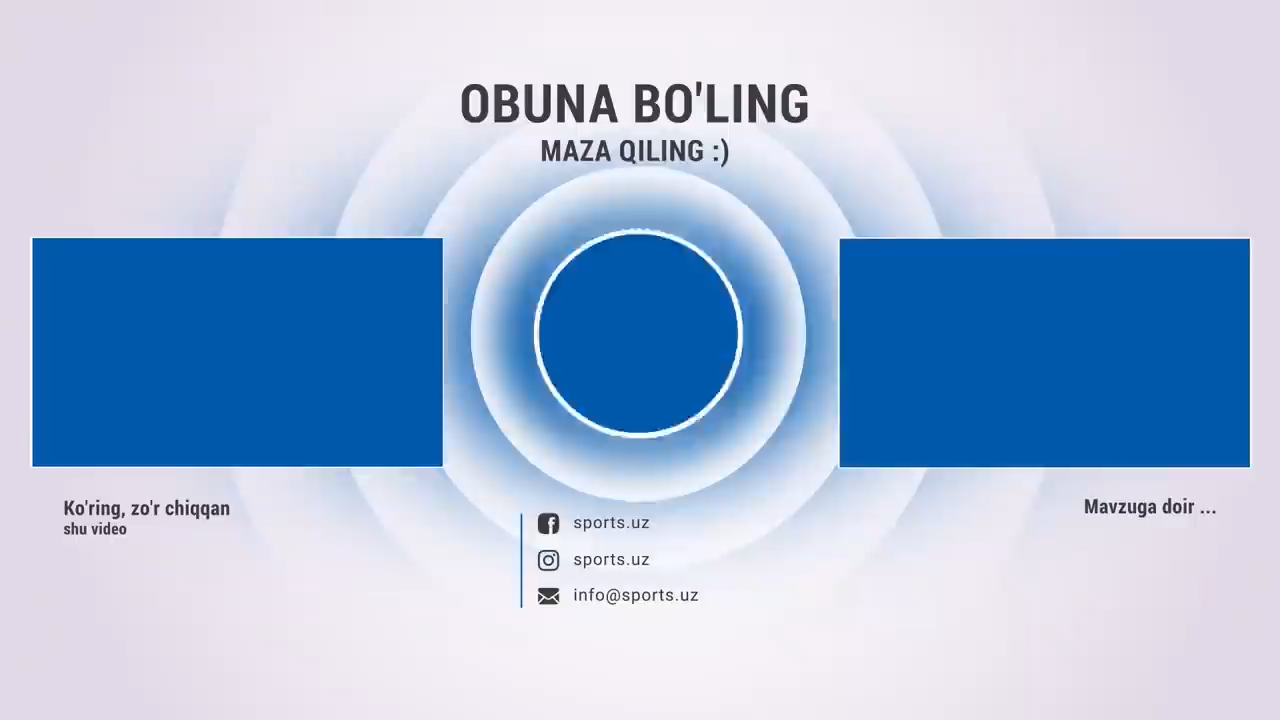 OBUNA BO'LING
MAZA QILING :)
Ko'ring, zo'r chiqqan
shu video
Mavzuga doir ...
sports.uz
sports.uz
info@sports.uz